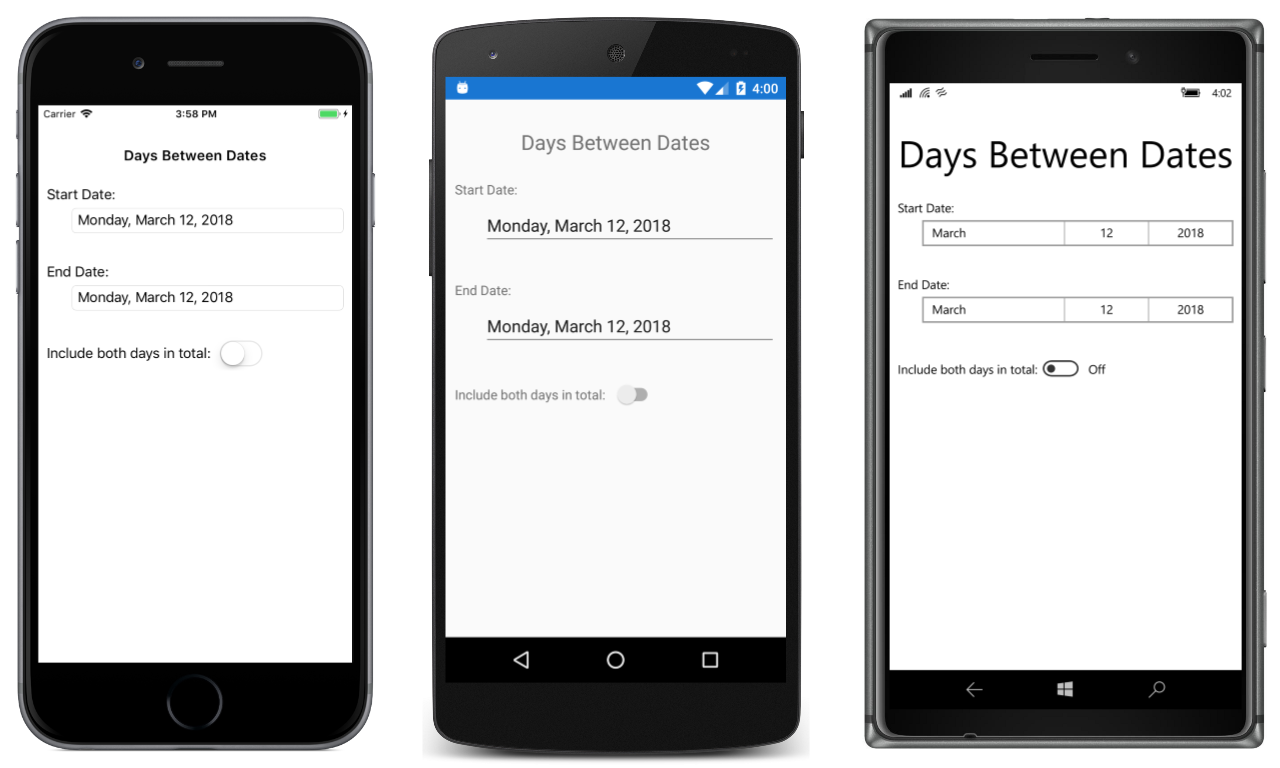 Carrier 3:58 PM
Days Between Dates
Start Date:
Monday, March 12, 2018
End Date:
Monday, March 12, 2018
Include both days in total:
4:00
Days Between Dates
Start Date:
Monday, March 12, 2018
End Date:
Monday, March 12, 2018
Include both days in total:
4:02
Days Between Dates
Start Date:
March 12 2018
End Date:
March 12 2018
Include both days in total: Off